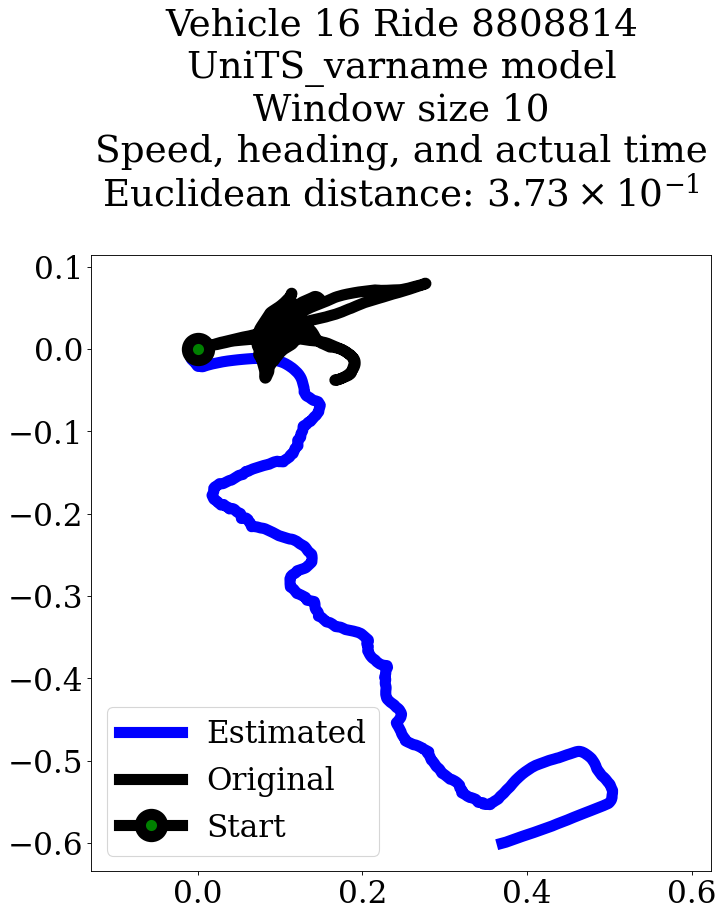 Vehicle 16 Ride 8808814
UniTS_varname model
Window size 10
Speed, heading, and actual time
Euclidean distance: 3.73 × 10⁻¹
0.1
0.0
−0.1
−0.2
−0.3
−0.4
−0.5
−0.6
Estimated
Original
Start
0.0 0.2 0.4 0.6